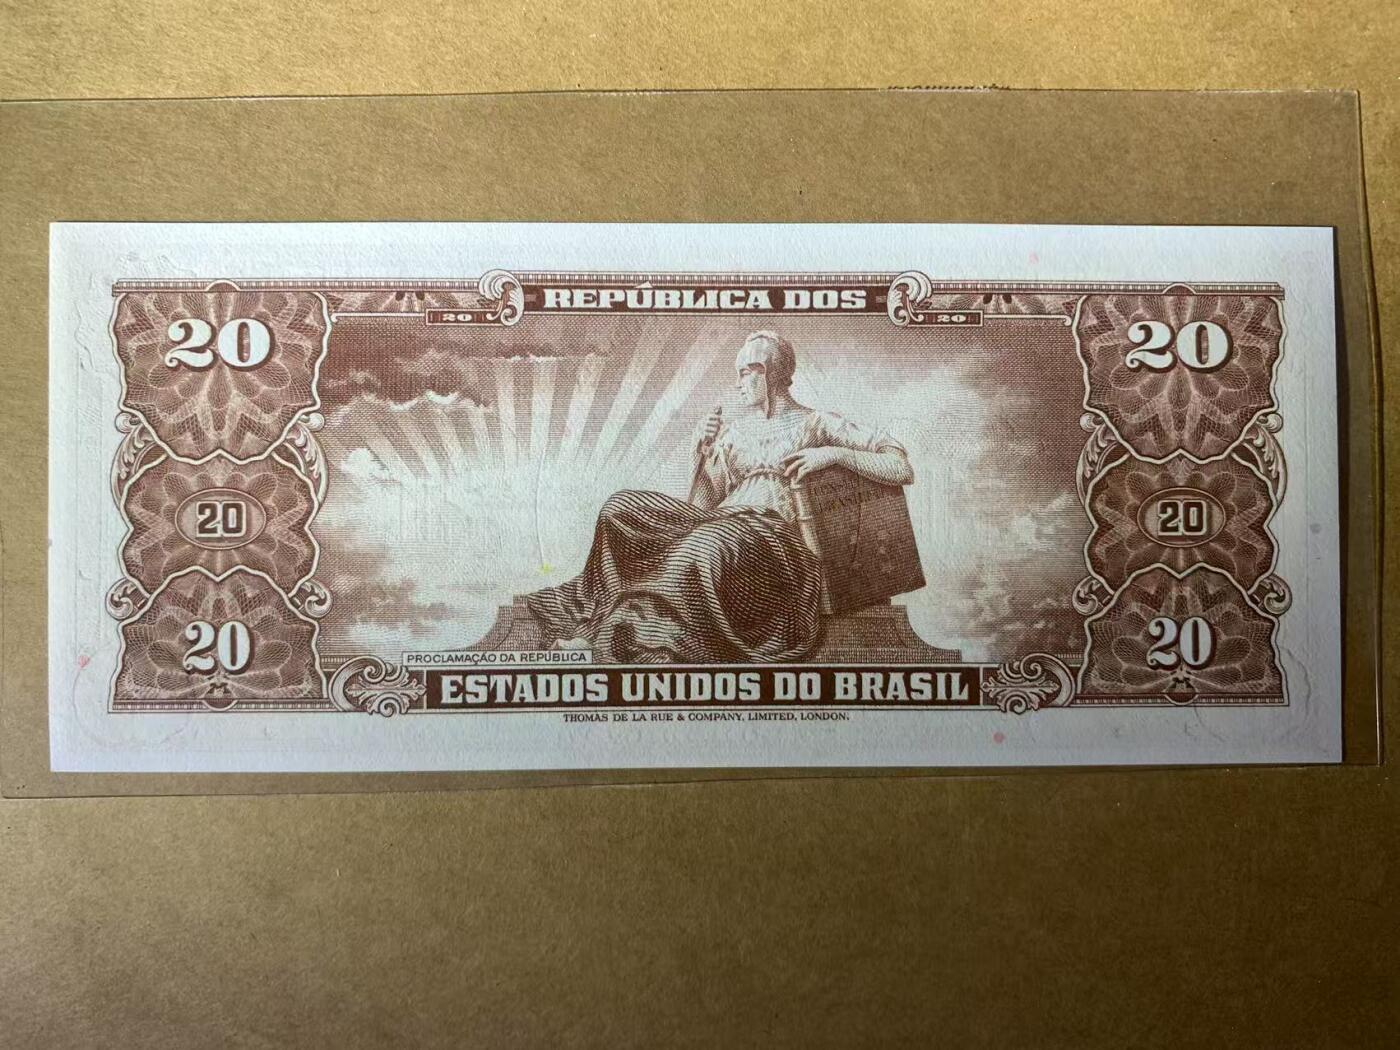 REPÚBLICA DOS
20 20
20 20
20 20
20 20
PROCLAMAÇÃO DA REPÚBLICA
ESTADOS UNIDOS DO BRASIL
THOMAS DE LA RUE & COMPANY, LIMITED, LONDON.